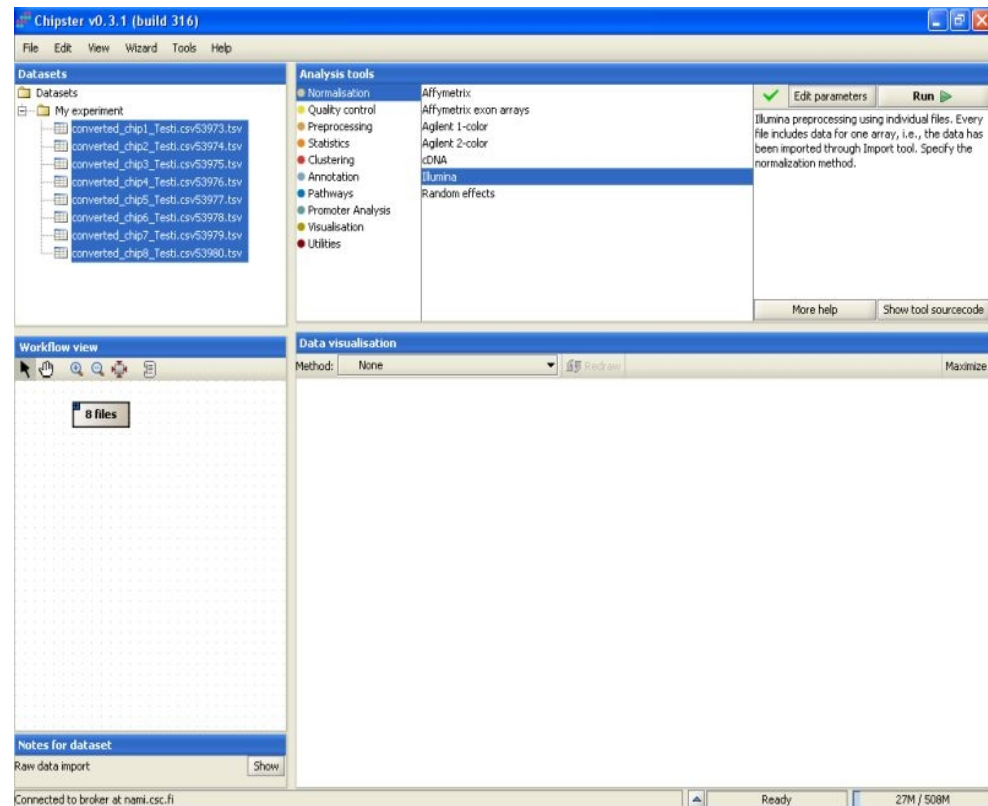 Chipster v0.3.1 (build 316)
File Edit View Wizard Tools Help
Datasets
Datasets
My experiment
converted_chip1_Testi.csv53973.tsv
converted_chip2_Testi.csv53974.tsv
converted_chip3_Testi.csv53975.tsv
converted_chip4_Testi.csv53976.tsv
converted_chip5_Testi.csv53977.tsv
converted_chip6_Testi.csv53978.tsv
converted_chip7_Testi.csv53979.tsv
converted_chip8_Testi.csv53980.tsv
Analysis tools
Normalisation
Quality control
Preprocessing
Statistics
Clustering
Annotation
Pathways
Promoter Analysis
Visualisation
Utilities
Affymetrix
Affymetrix exon arrays
Agilent 1-color
Agilent 2-color
cDNA
Illumina
Random effects
Edit parameters Run
Illumina preprocessing using individual files. Every
file includes data for one array, i.e., the data has
been imported through Import tool. Specify the
normalization method.
More help Show tool sourcecode
Workflow view
8 files
Data visualisation
Method: None Redraw Maximize
Notes for dataset
Raw data import Show
Connected to broker at nami.csc.fi Ready 27M / 508M